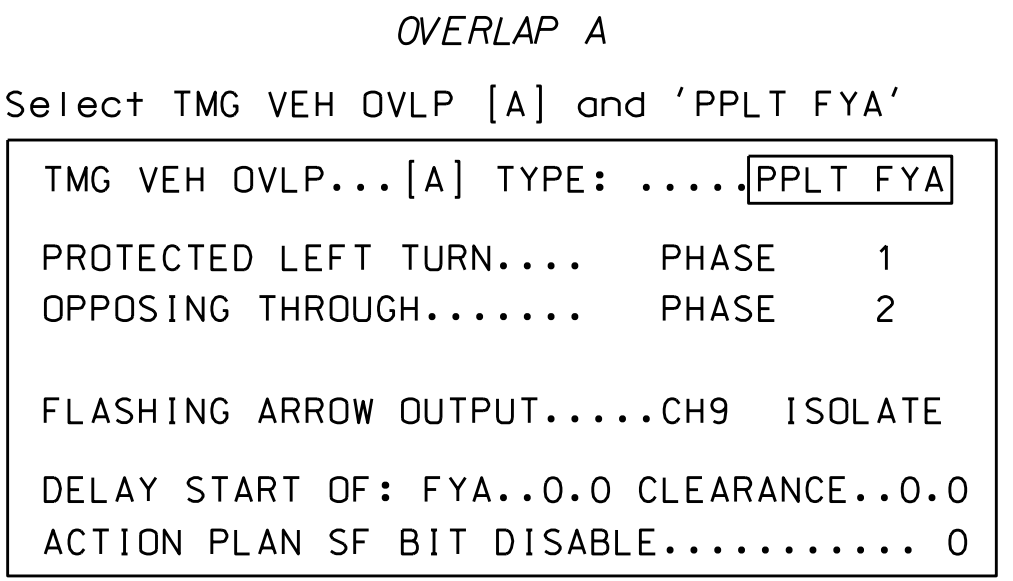 OVERLAP A
Select TMG VEH OVLP [A] and 'PPLT FYA'
TMG VEH OVLP...[A] TYPE: .....PPLT FYA
PROTECTED LEFT TURN.... PHASE 1
OPPOSING THROUGH....... PHASE 2
FLASHING ARROW OUTPUT.....CH9 ISOLATE
DELAY START OF: FYA..0.0 CLEARANCE..0.0
ACTION PLAN SF BIT DISABLE........... 0